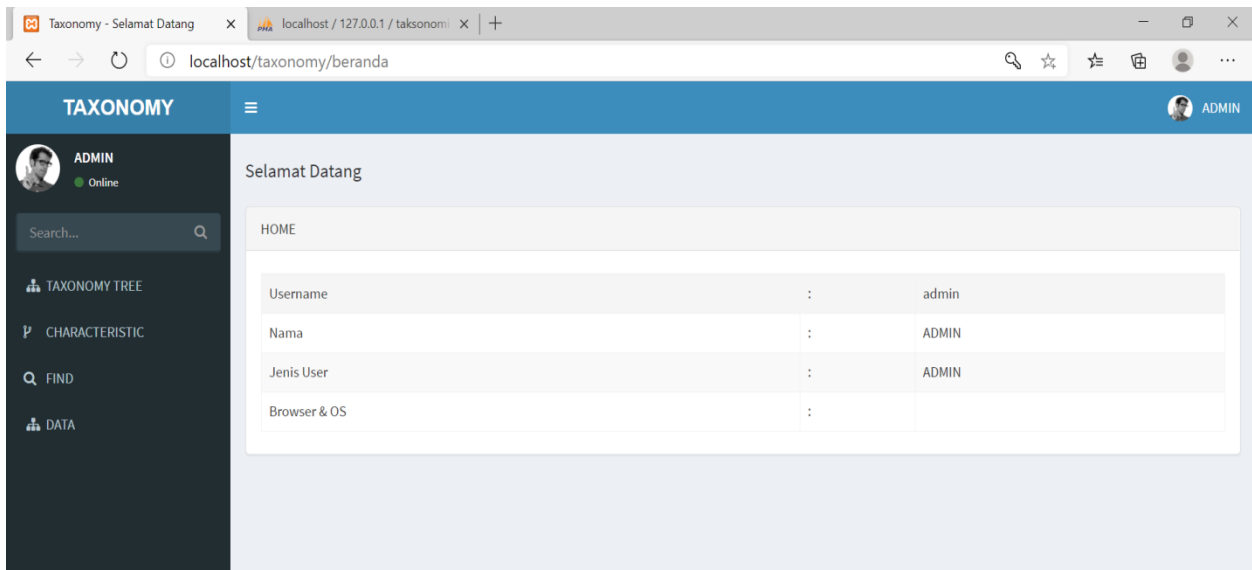 Taxonomy - Selamat Datang
localhost / 127.0.0.1 / taksonomi
localhost/taxonomy/beranda
TAXONOMY
ADMIN
ADMIN
Online
Selamat Datang
Search...
HOME
TAXONOMY TREE
CHARACTERISTIC
FIND
DATA
Username : admin
Nama : ADMIN
Jenis User : ADMIN
Browser & OS :